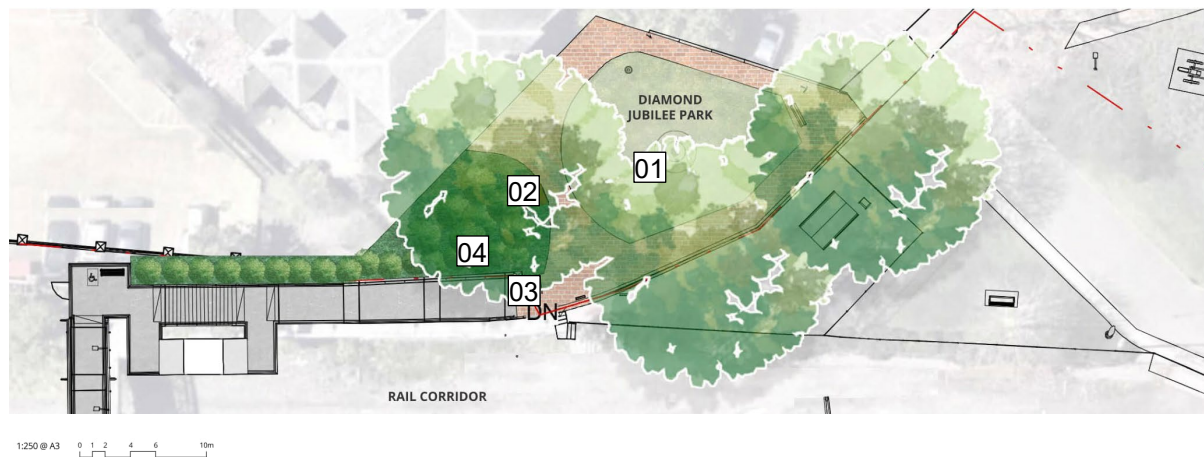 DIAMOND
JUBILEE PARK
01
02
04
03
DN
RAIL CORRIDOR
1:250 @ A3 0 1 2 4 6 10m